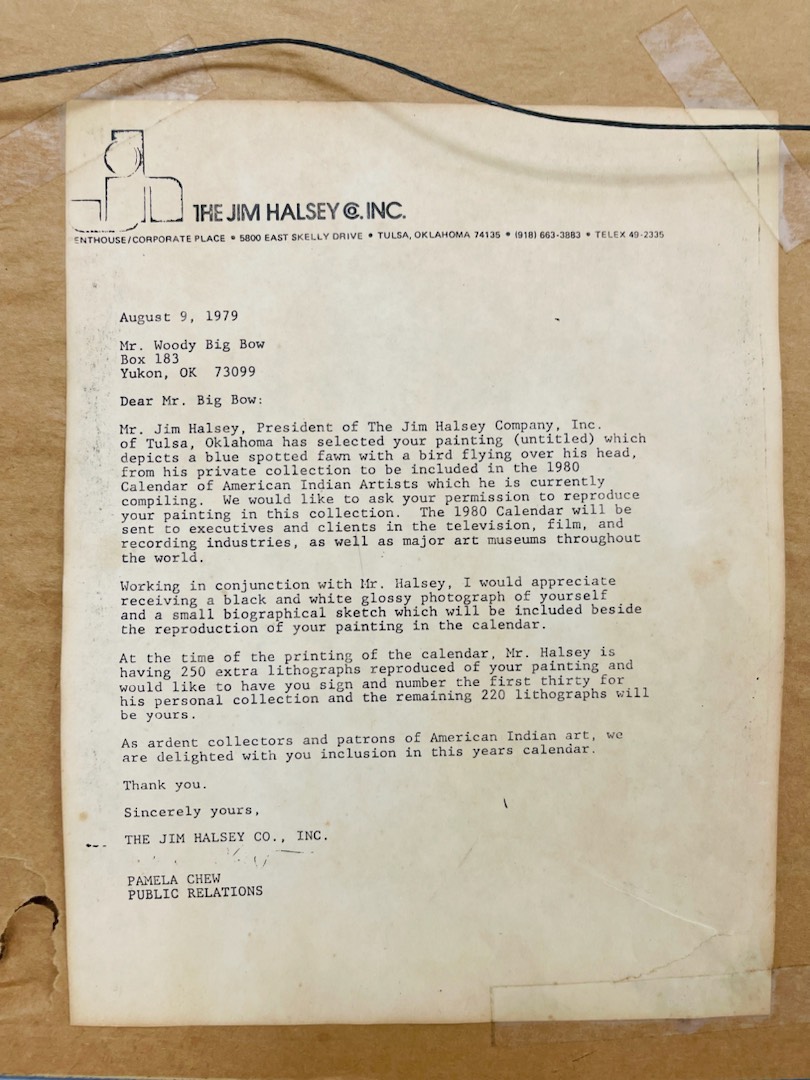 THE JIM HALSEY CO. INC.
ENTHOUSE/CORPORATE PLACE • 5800 EAST SKELLY DRIVE • TULSA, OKLAHOMA 74135 • (918) 663-3883 • TELEX 49-2335
August 9, 1979
Mr. Woody Big Bow
Box 183
Yukon, OK 73099
Dear Mr. Big Bow:
Mr. Jim Halsey, President of The Jim Halsey Company, Inc.
of Tulsa, Oklahoma has selected your painting (untitled) which
depicts a blue spotted fawn with a bird flying over his head,
from his private collection to be included in the 1980
Calendar of American Indian Artists which he is currently
compiling. We would like to ask your permission to reproduce
your painting in this collection. The 1980 Calendar will be
sent to executives and clients in the television, film, and
recording industries, as well as major art museums throughout
the world.
Working in conjunction with Mr. Halsey, I would appreciate
receiving a black and white glossy photograph of yourself
and a small biographical sketch which will be included beside
the reproduction of your painting in the calendar.
At the time of the printing of the calendar, Mr. Halsey is
having 250 extra lithographs reproduced of your painting and
would like to have you sign and number the first thirty for
his personal collection and the remaining 220 lithographs will
be yours.
As ardent collectors and patrons of American Indian art, we
are delighted with you inclusion in this years calendar.
Thank you.
Sincerely yours,
THE JIM HALSEY CO., INC.
PAMELA CHEW
PUBLIC RELATIONS